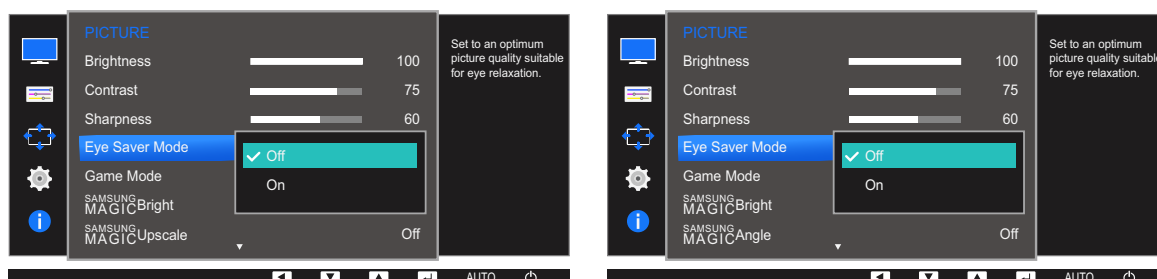 PICTURE
Brightness 100
Contrast 75
Sharpness 60
Eye Saver Mode
Off
Game Mode
On
SAMSUNG
MAGICBright
SAMSUNG
MAGICUpscale Off
Set to an optimum
picture quality suitable
for eye relaxation.
AUTO
PICTURE
Brightness 100
Contrast 75
Sharpness 60
Eye Saver Mode
Off
Game Mode
On
SAMSUNG
MAGICBright
SAMSUNG
MAGICAngle Off
Set to an optimum
picture quality suitable
for eye relaxation.
AUTO